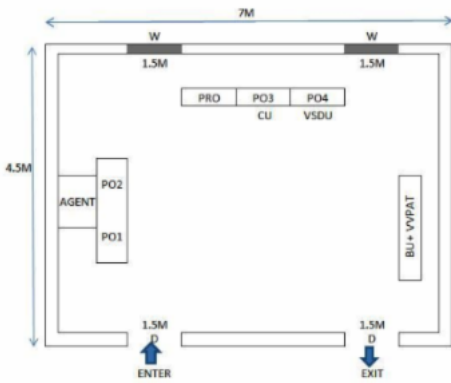 7M
W
W
1.5M
1.5M
PRO PO3 PO4
CU VSDU
4.5M
PO2
AGENT
PO1
BU+ VVPAT
1.5M
1.5M
D
D
ENTER
EXIT